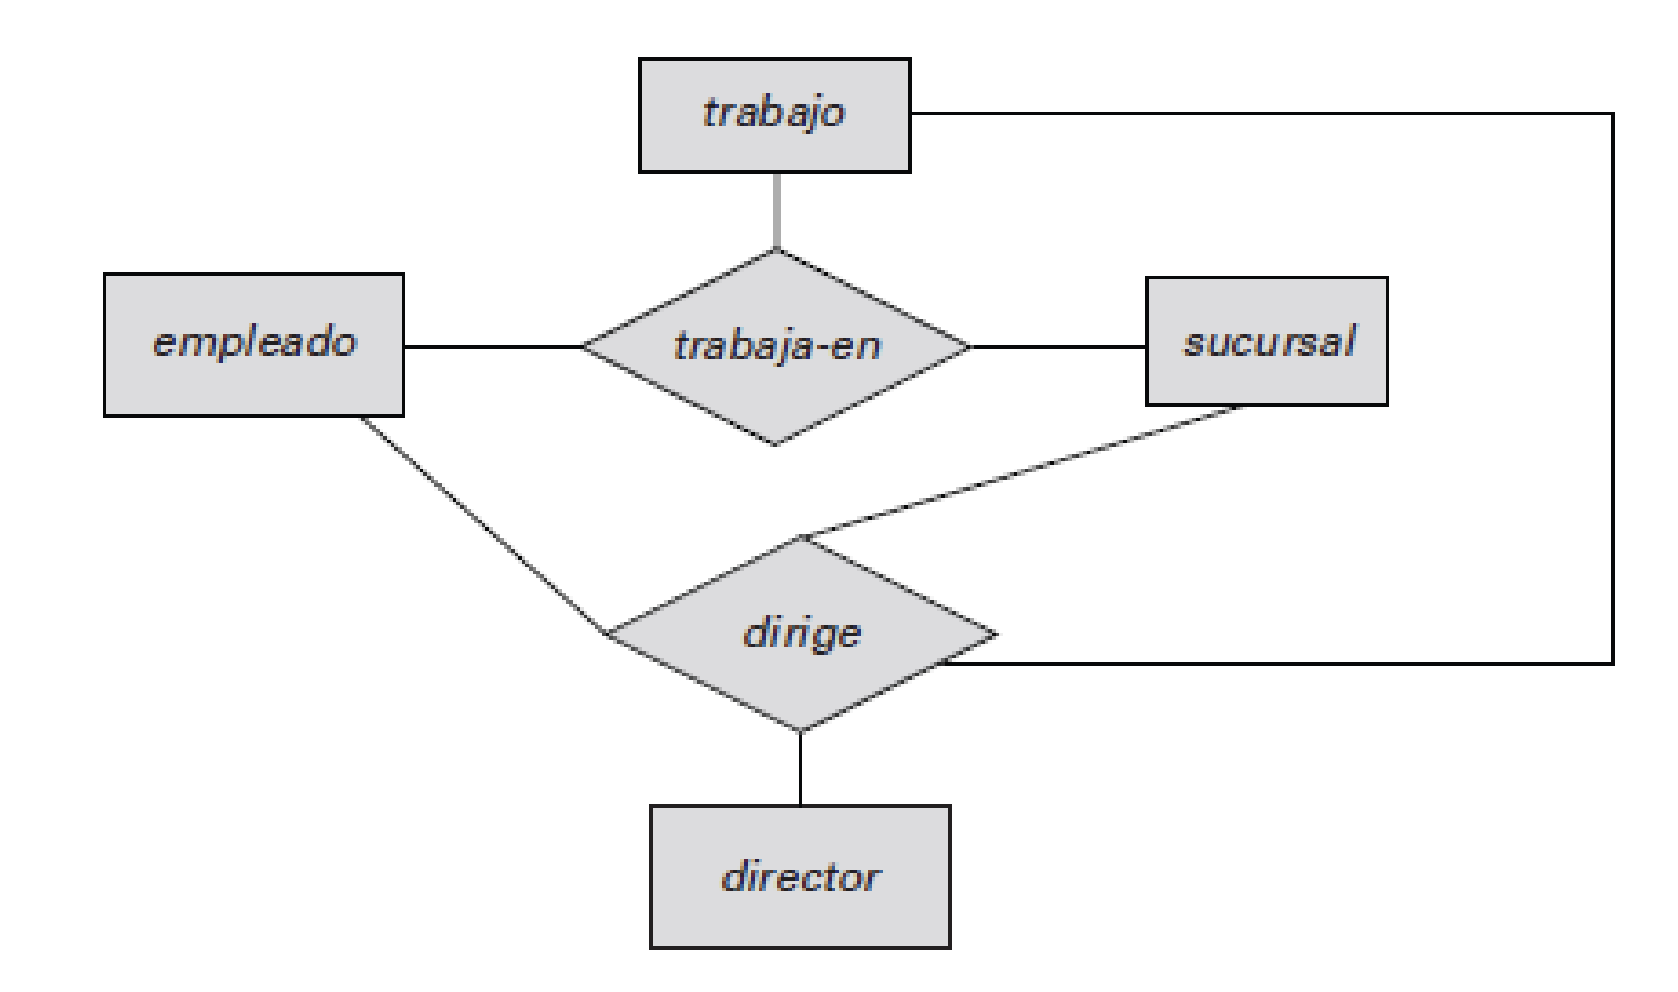 trabajo
empleado
trabaja-en
sucursal
dirige
director